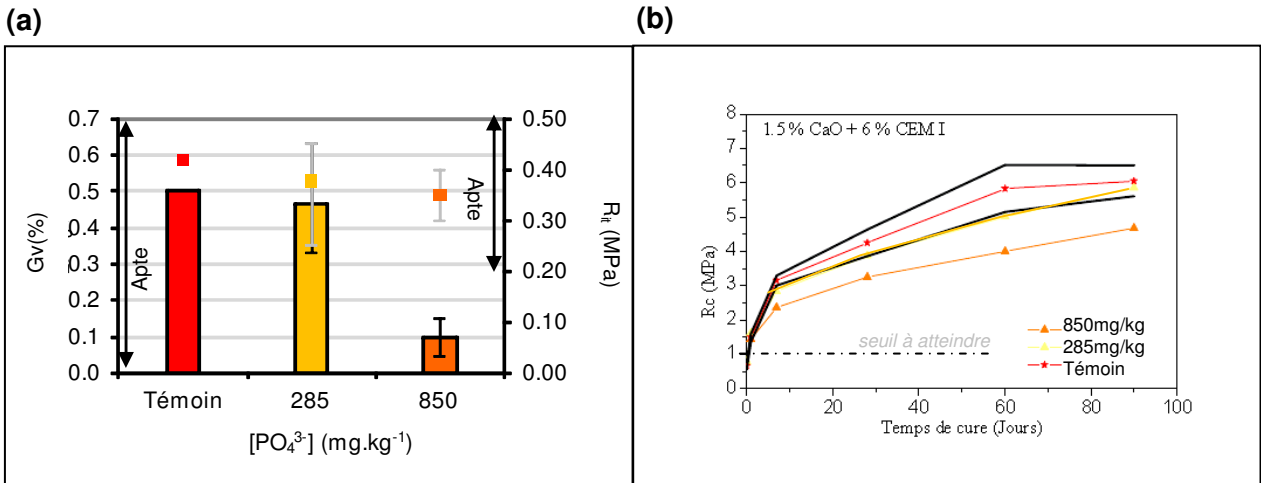 (a)
(b)
0.7
0.6
0.5
0.4
0.3
0.2
0.1
0.0
Gv(%)
Apte
0.50
0.40
0.30
0.20
0.10
0.00
Rit (MPa)
Apte
Témoin 285 850
[PO₄³⁻] (mg.kg⁻¹)
1.5% CaO + 6 % CEM I
8
7
6
5
4
3
2
1
0
Rc (MPa)
seuil à atteindre
850mg/kg
285mg/kg
Témoin
0 20 40 60 80 100
Temps de cure (Jours)